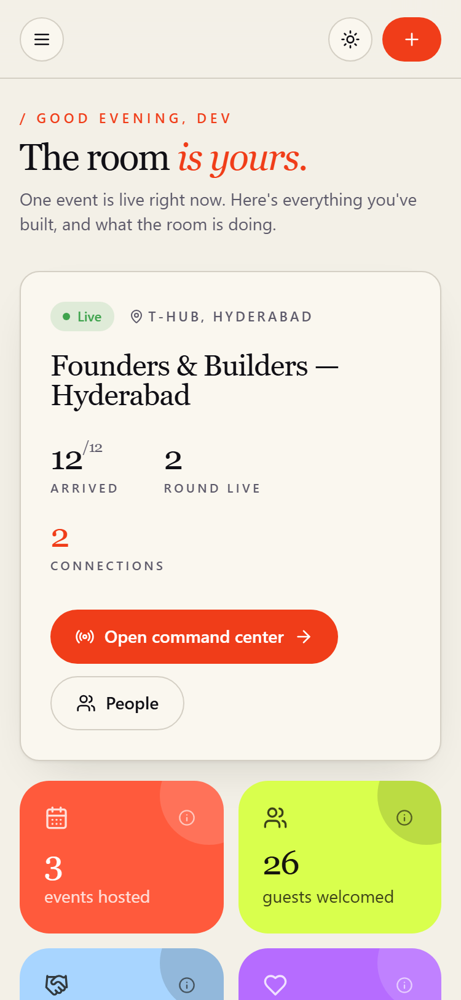 / GOOD EVENING, DEV
The room is yours.
One event is live right now. Here's everything you've
built, and what the room is doing.
Live
T-HUB, HYDERABAD
Founders & Builders —
Hyderabad
12/12
ARRIVED
2
ROUND LIVE
2
CONNECTIONS
Open command center
People
3
events hosted
26
guests welcomed